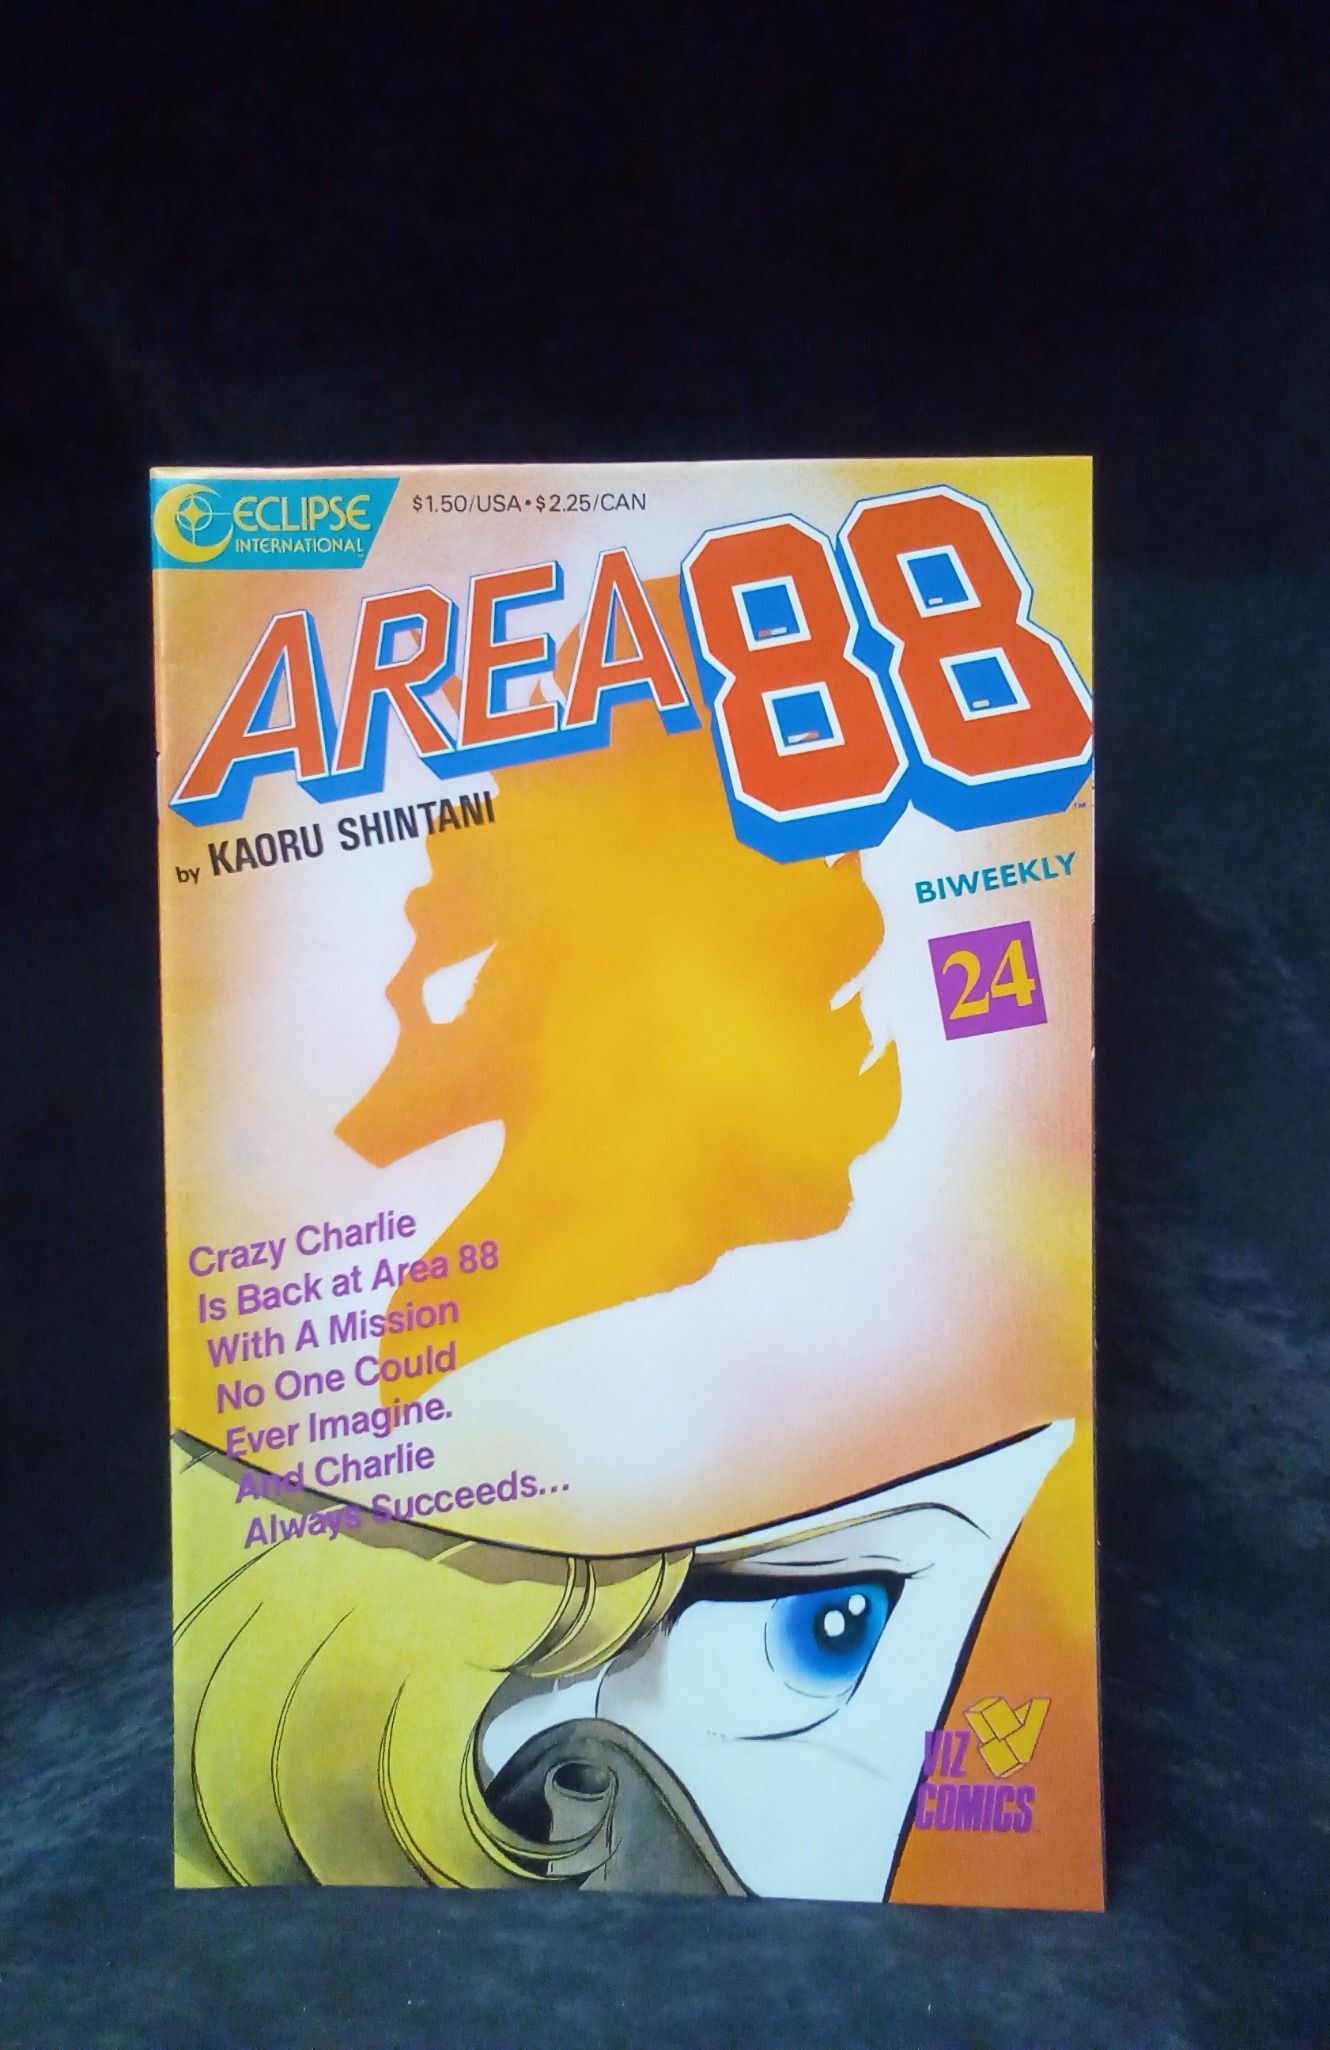 ECLIPSE
INTERNATIONAL
$1.50/USA•$2.25/CAN
AREA 88
™
by KAORU SHINTANI
BIWEEKLY
24
Crazy Charlie
Is Back at Area 88
With A Mission
No One Could
Ever Imagine.
And Charlie
Always Succeeds...
VIZ
COMICS